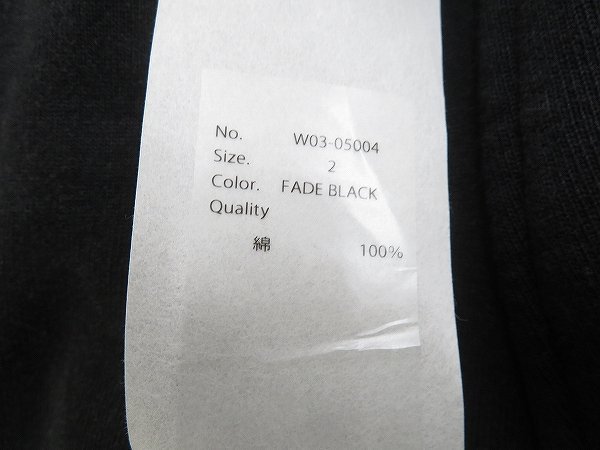 No. W03-05004
Size. 2
Color. FADE BLACK
Quality
綿 100%